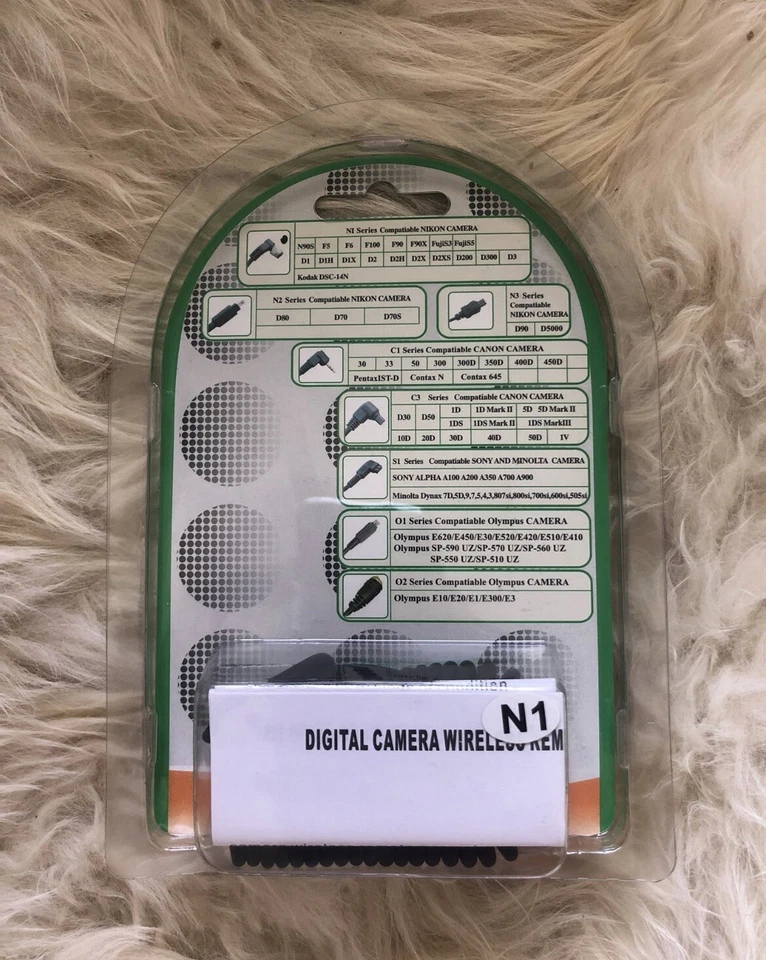 N1 Series Compatiable NIKON CAMERA
N90S F5 F6 F100 F90 F90X FujiS3 FujiS5
D1 D1H D1X D2 D2H D2X D2XS D200 D300 D3
Kodak DSC-14N
N2 Series Compatiable NIKON CAMERA
D80 D70 D70S
N3 Series
Compatiable
NIKON CAMERA
D90 D5000
C1 Series Compatiable CANON CAMERA
30 33 50 300 300D 350D 400D 450D
PentaxIST-D Contax N Contax 645
C3 Series Compatiable CANON CAMERA
D30 D50 1D 1D Mark II 5D 5D Mark II
1DS 1DS Mark II 1DS MarkIII
10D 20D 30D 40D 50D 1V
S1 Series Compatiable SONY AND MINOLTA CAMERA
SONY ALPHA A100 A200 A350 A700 A900
Minolta Dynax 7D,5D,9,7,5,4,3,807si,800si,700si,600si,505si
O1 Series Compatiable Olympus CAMERA
Olympus E620/E450/E30/E520/E420/E510/E410
Olympus SP-590 UZ/SP-570 UZ/SP-560 UZ
SP-550 UZ/SP-510 UZ
O2 Series Compatiable Olympus CAMERA
Olympus E10/E20/E1/E300/E3
N1
DIGITAL CAMERA WIRELESS REM